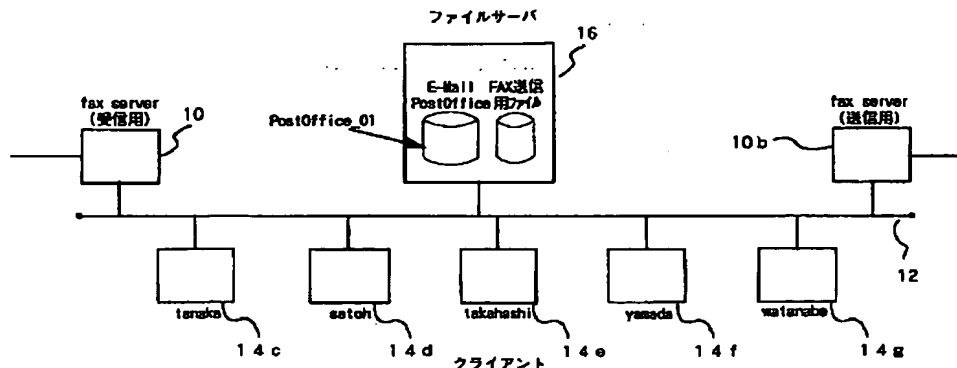 ファイルサーバ
16
E-Mail FAX送信
PostOffice 用ファイル
PostOffice_01
fax server
(受信用)
10
fax server
(送信用)
10b
12
tanaka
satoh
takahashi
yamada
watanabe
14c
14d
14e
14f
14g
クライアント